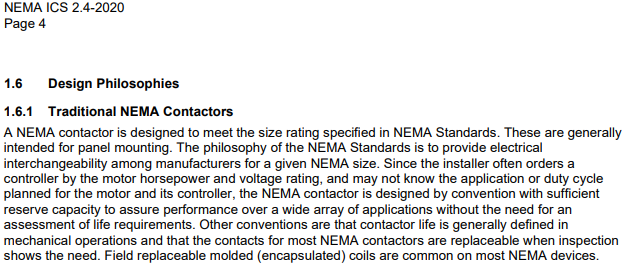 NEMA ICS 2.4-2020
Page 4
1.6 Design Philosophies
1.6.1 Traditional NEMA Contactors
A NEMA contactor is designed to meet the size rating specified in NEMA Standards. These are generally
intended for panel mounting. The philosophy of the NEMA Standards is to provide electrical
interchangeability among manufacturers for a given NEMA size. Since the installer often orders a
controller by the motor horsepower and voltage rating, and may not know the application or duty cycle
planned for the motor and its controller, the NEMA contactor is designed by convention with sufficient
reserve capacity to assure performance over a wide array of applications without the need for an
assessment of life requirements. Other conventions are that contactor life is generally defined in
mechanical operations and that the contacts for most NEMA contactors are replaceable when inspection
shows the need. Field replaceable molded (encapsulated) coils are common on most NEMA devices.